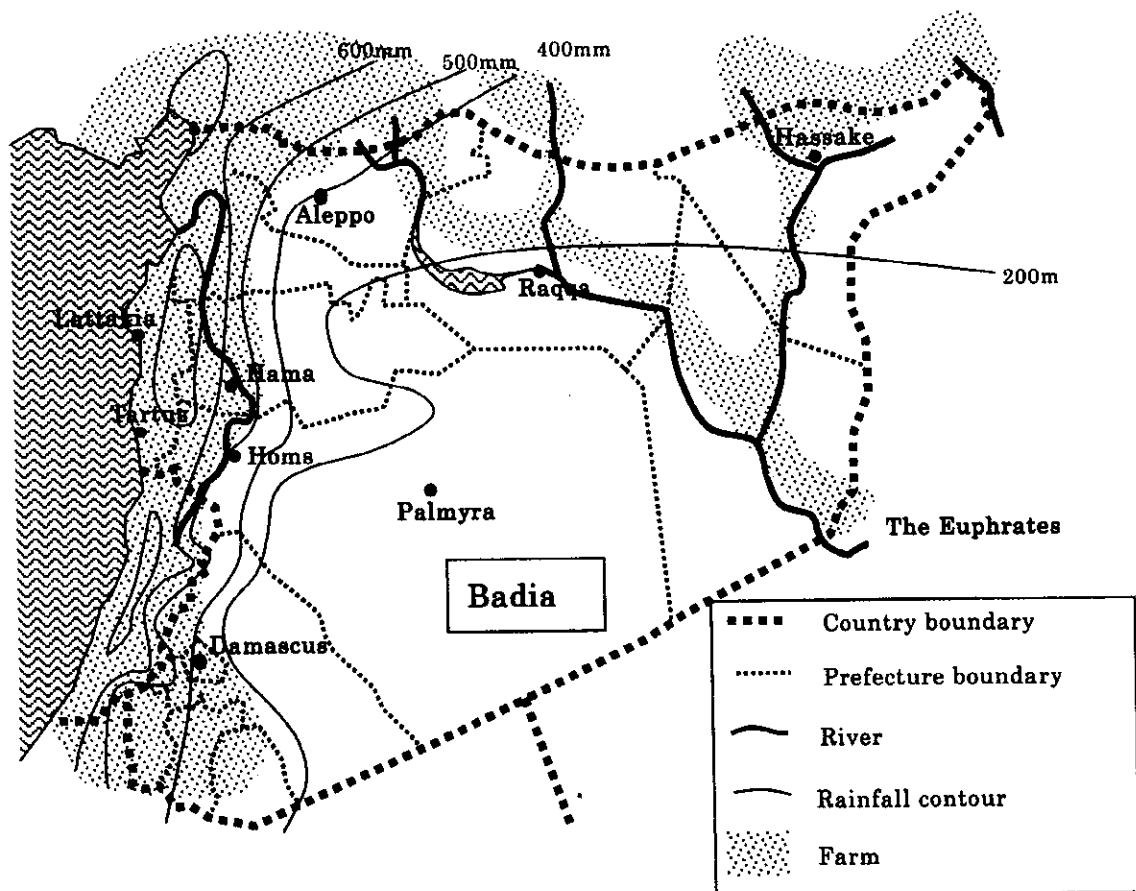 600mm
500mm
400mm
Hassake
Aleppo
200m
Raqqa
Lattakia
Hama
Tartus
Homs
Palmyra
The Euphrates
Badia
Damascus
Country boundary
Prefecture boundary
River
Rainfall contour
Farm